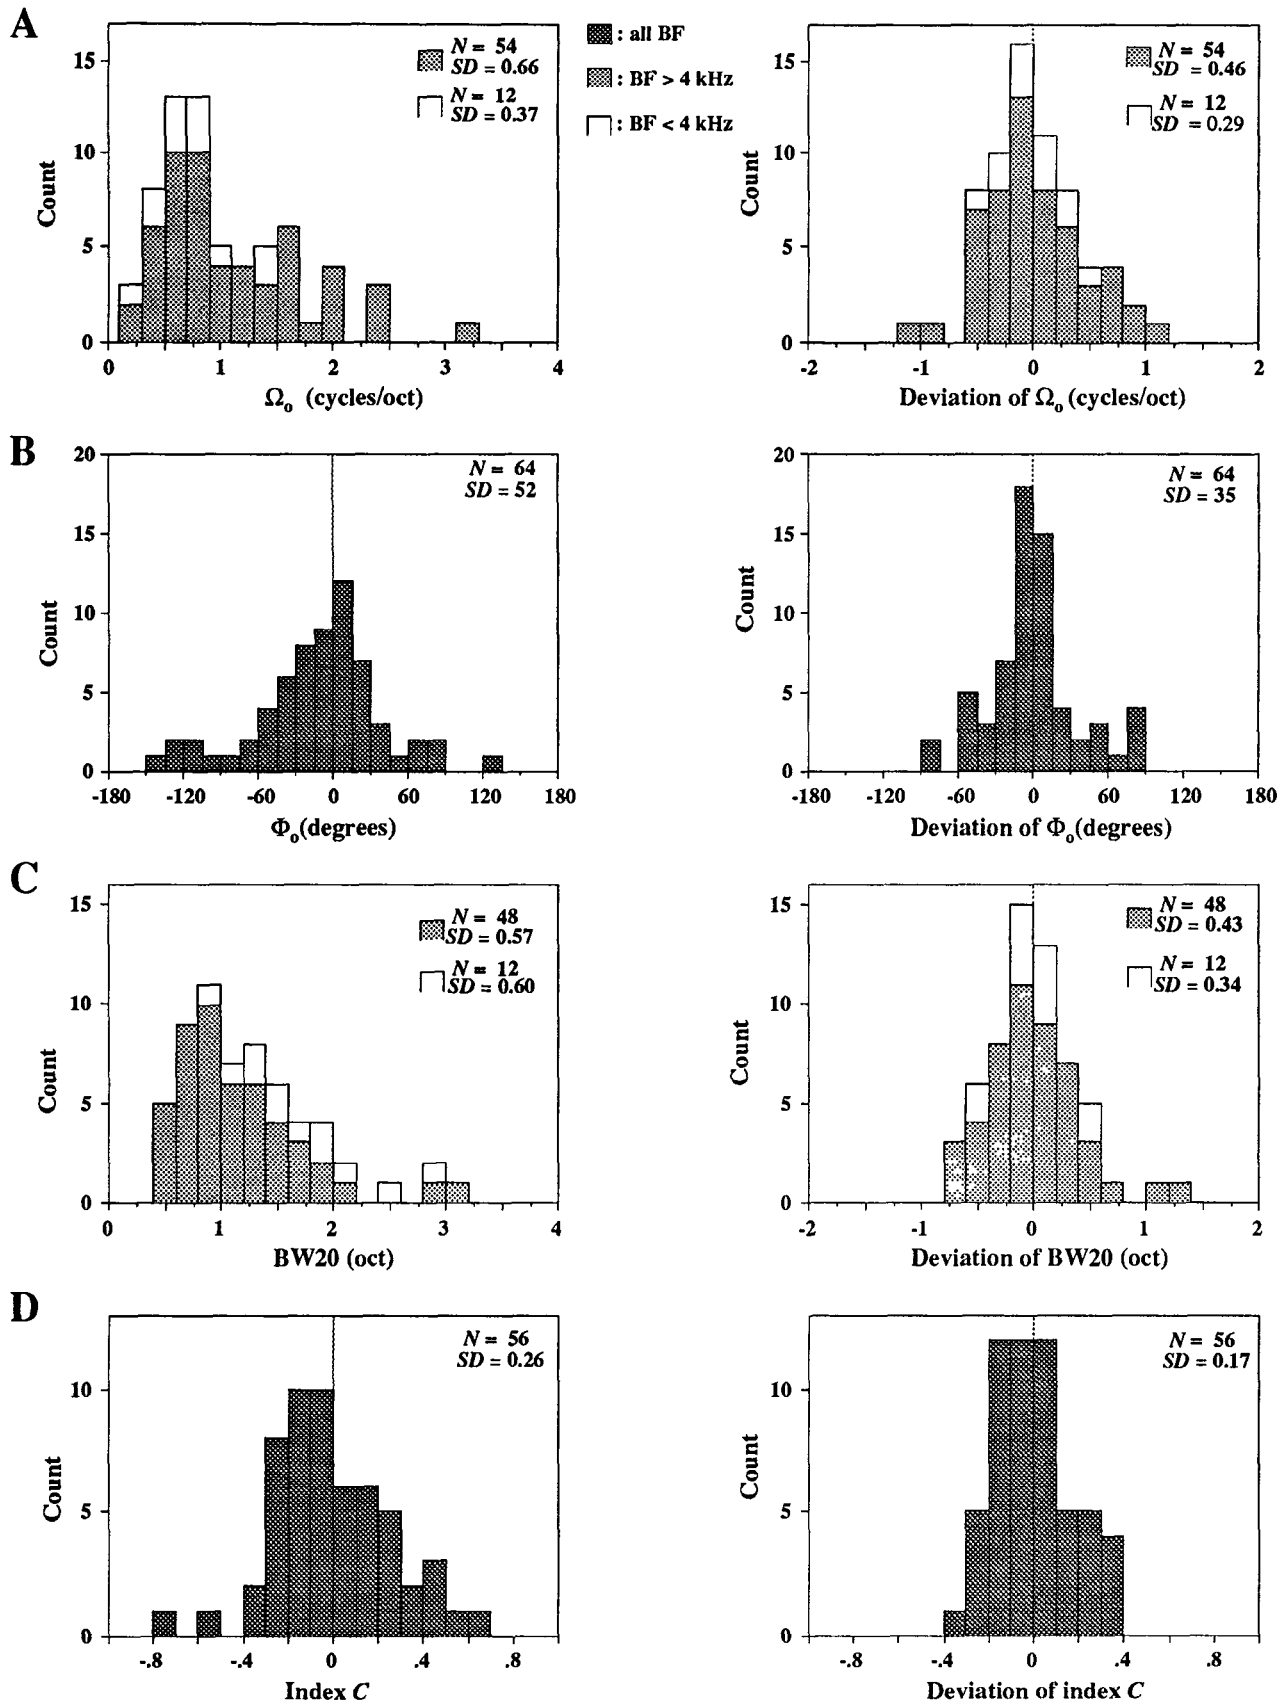 A
15
10
5
0
Count
N = 54
SD = 0.66
N = 12
SD = 0.37
0 1 2 3 4
Ωo (cycles/oct)
: all BF
: BF > 4 kHz
: BF < 4 kHz
15
10
5
0
Count
N = 54
SD = 0.46
N = 12
SD = 0.29
-2 -1 0 1 2
Deviation of Ωo (cycles/oct)
B
20
15
10
5
0
Count
N = 64
SD = 52
-180 -120 -60 0 60 120 180
Φo(degrees)
20
15
10
5
0
Count
N = 64
SD = 35
-180 -120 -60 0 60 120 180
Deviation of Φo(degrees)
C
15
10
5
0
Count
N = 48
SD = 0.57
N = 12
SD = 0.60
0 1 2 3 4
BW20 (oct)
15
10
5
0
Count
N = 48
SD = 0.43
N = 12
SD = 0.34
-2 -1 0 1 2
Deviation of BW20 (oct)
D
10
5
0
Count
N = 56
SD = 0.26
-.8 -.4 0 .4 .8
Index C
10
5
0
Count
N = 56
SD = 0.17
-.8 -.4 0 .4 .8
Deviation of index C